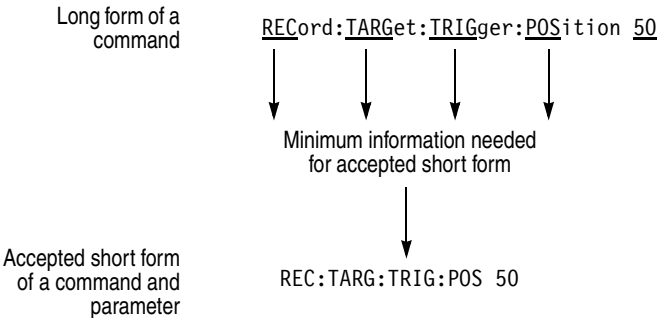 Long form of a
command
RECord:TARGet:TRIGger:POSition 50
Minimum information needed
for accepted short form
Accepted short form
of a command and
parameter
REC:TARG:TRIG:POS 50